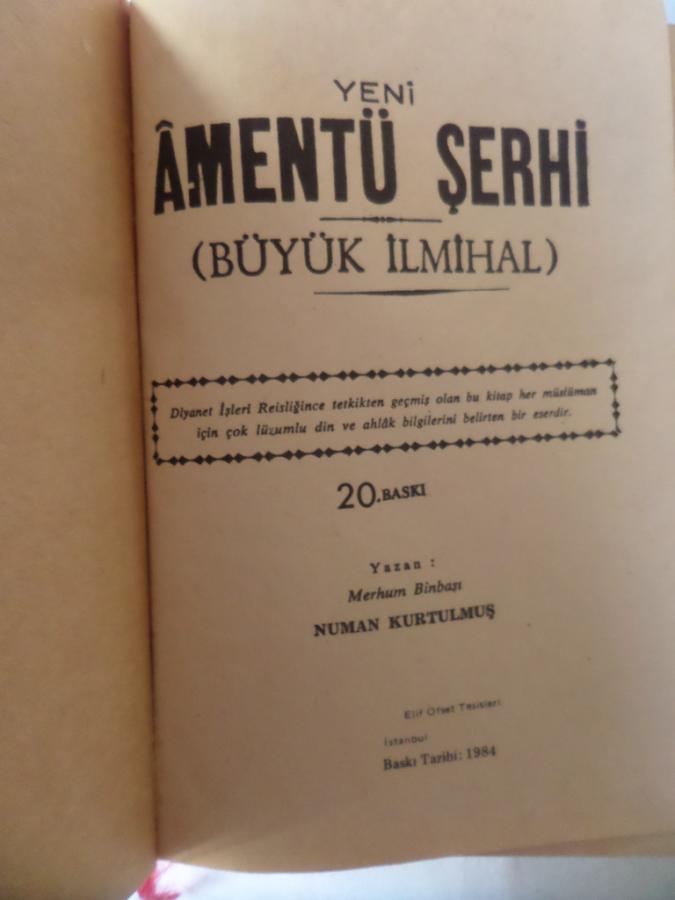 YENİ
ÂMENTÜ ŞERHİ
(BÜYÜK İLMİHAL)
Diyanet İşleri Reisliğince tetkikten geçmiş olan bu kitap her müslüman
için çok lüzumlu din ve ahlâk bilgilerini belirten bir eserdir.
20.BASKI
Yazan :
Merhum Binbaşı
NUMAN KURTULMUŞ
Elif Ofset Tesisleri
İstanbul
Baskı Tarihi: 1984